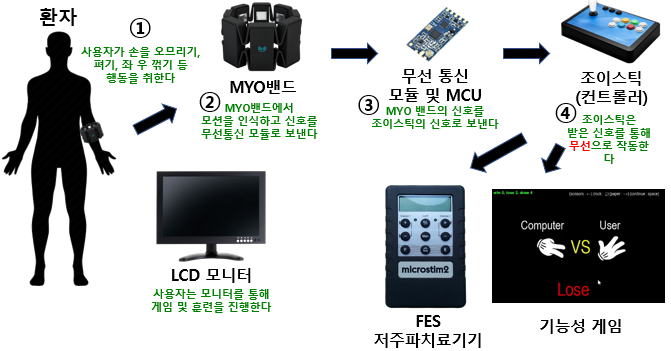 환자
①
사용자가 손을 오므리기,
펴기, 좌 우 꺾기 등
행동을 취한다
MYO밴드
②
MYO밴드에서
모션을 인식하고 신호를
무선통신 모듈로 보낸다
무선 통신
모듈 및 MCU
③
MYO 밴드의 신호를
조이스틱의 신호로 보낸다
조이스틱
(컨트롤러)
④
조이스틱은
받은 신호를 통해
무선으로 작동한
다
LCD 모니터
사용자는 모니터를 통해
게임 및 훈련을 진행한다
microstim2
FES
저주파치료기기
Computer
VS
User
Lose
기능성 게임